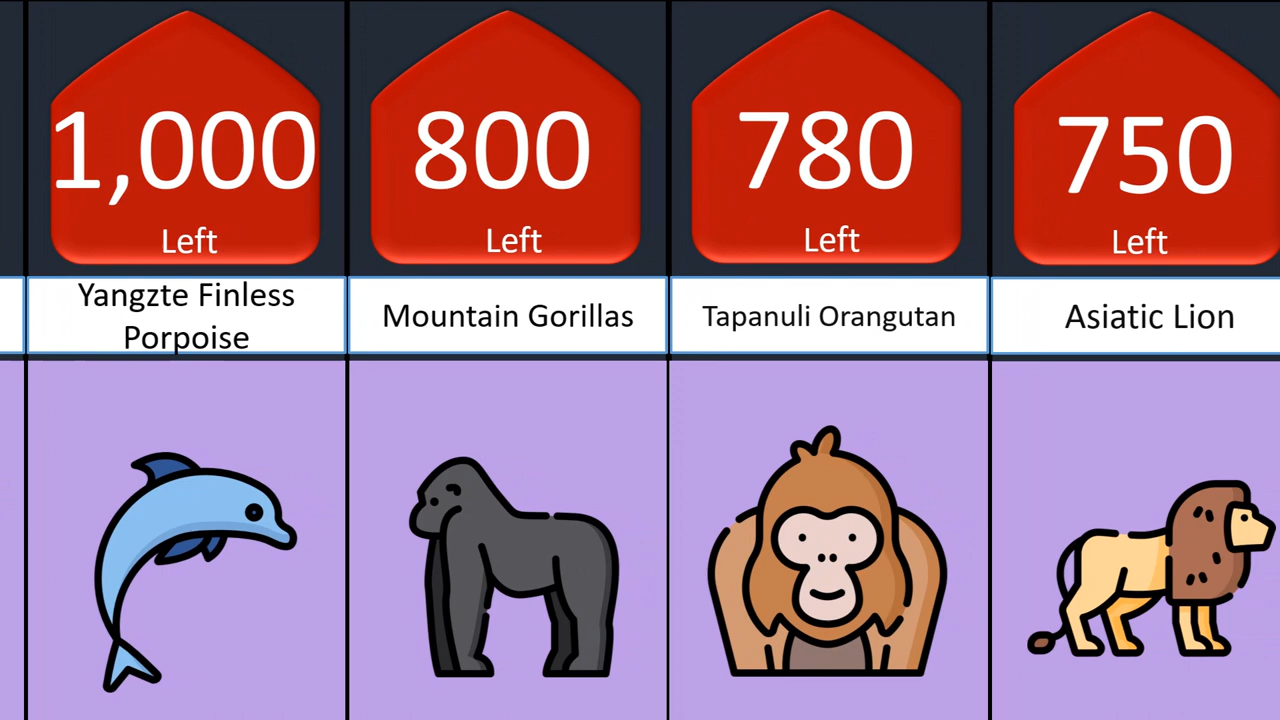 1,000
Left
Yangzte Finless
Porpoise
800
Left
Mountain Gorillas
780
Left
Tapanuli Orangutan
750
Left
Asiatic Lion